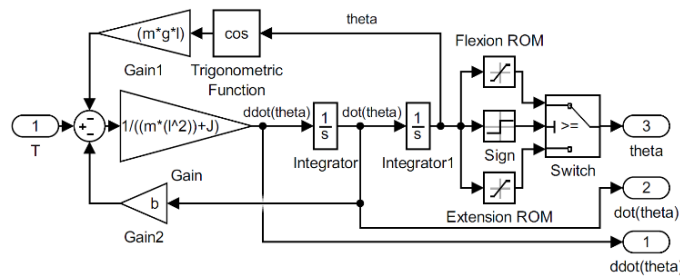 theta
(m*g*l)
cos
Gain1
Trigonometric
Function
Flexion ROM
1
T
+
−
−
1/((m*(l^2))+J)
ddot(theta)
1
s
dot(theta)
1
s
>=
3
theta
Gain
Integrator
Integrator1
Sign
Switch
b
Gain2
Extension ROM
2
dot(theta)
1
ddot(theta)